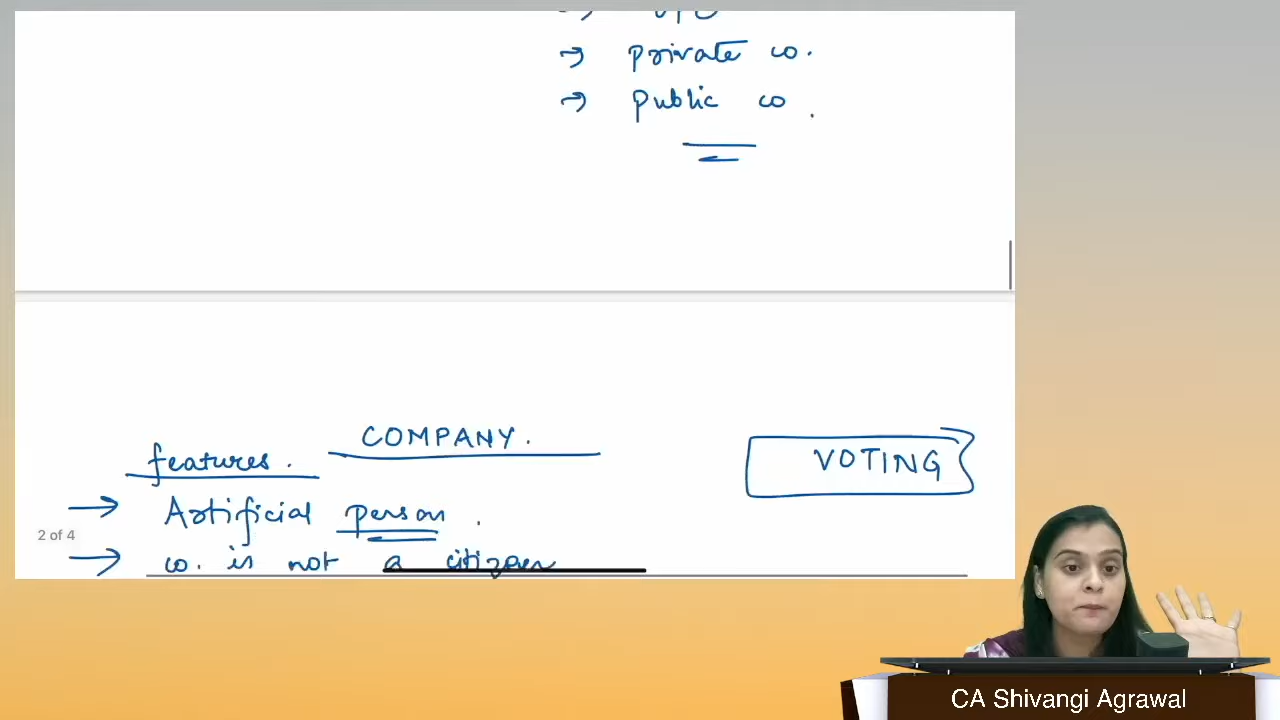 → private co.
→ public co.
COMPANY.
features.
VOTING
→ Artificial person.
2 of 4
→ co. is not a citizen
CA Shivangi Agrawal